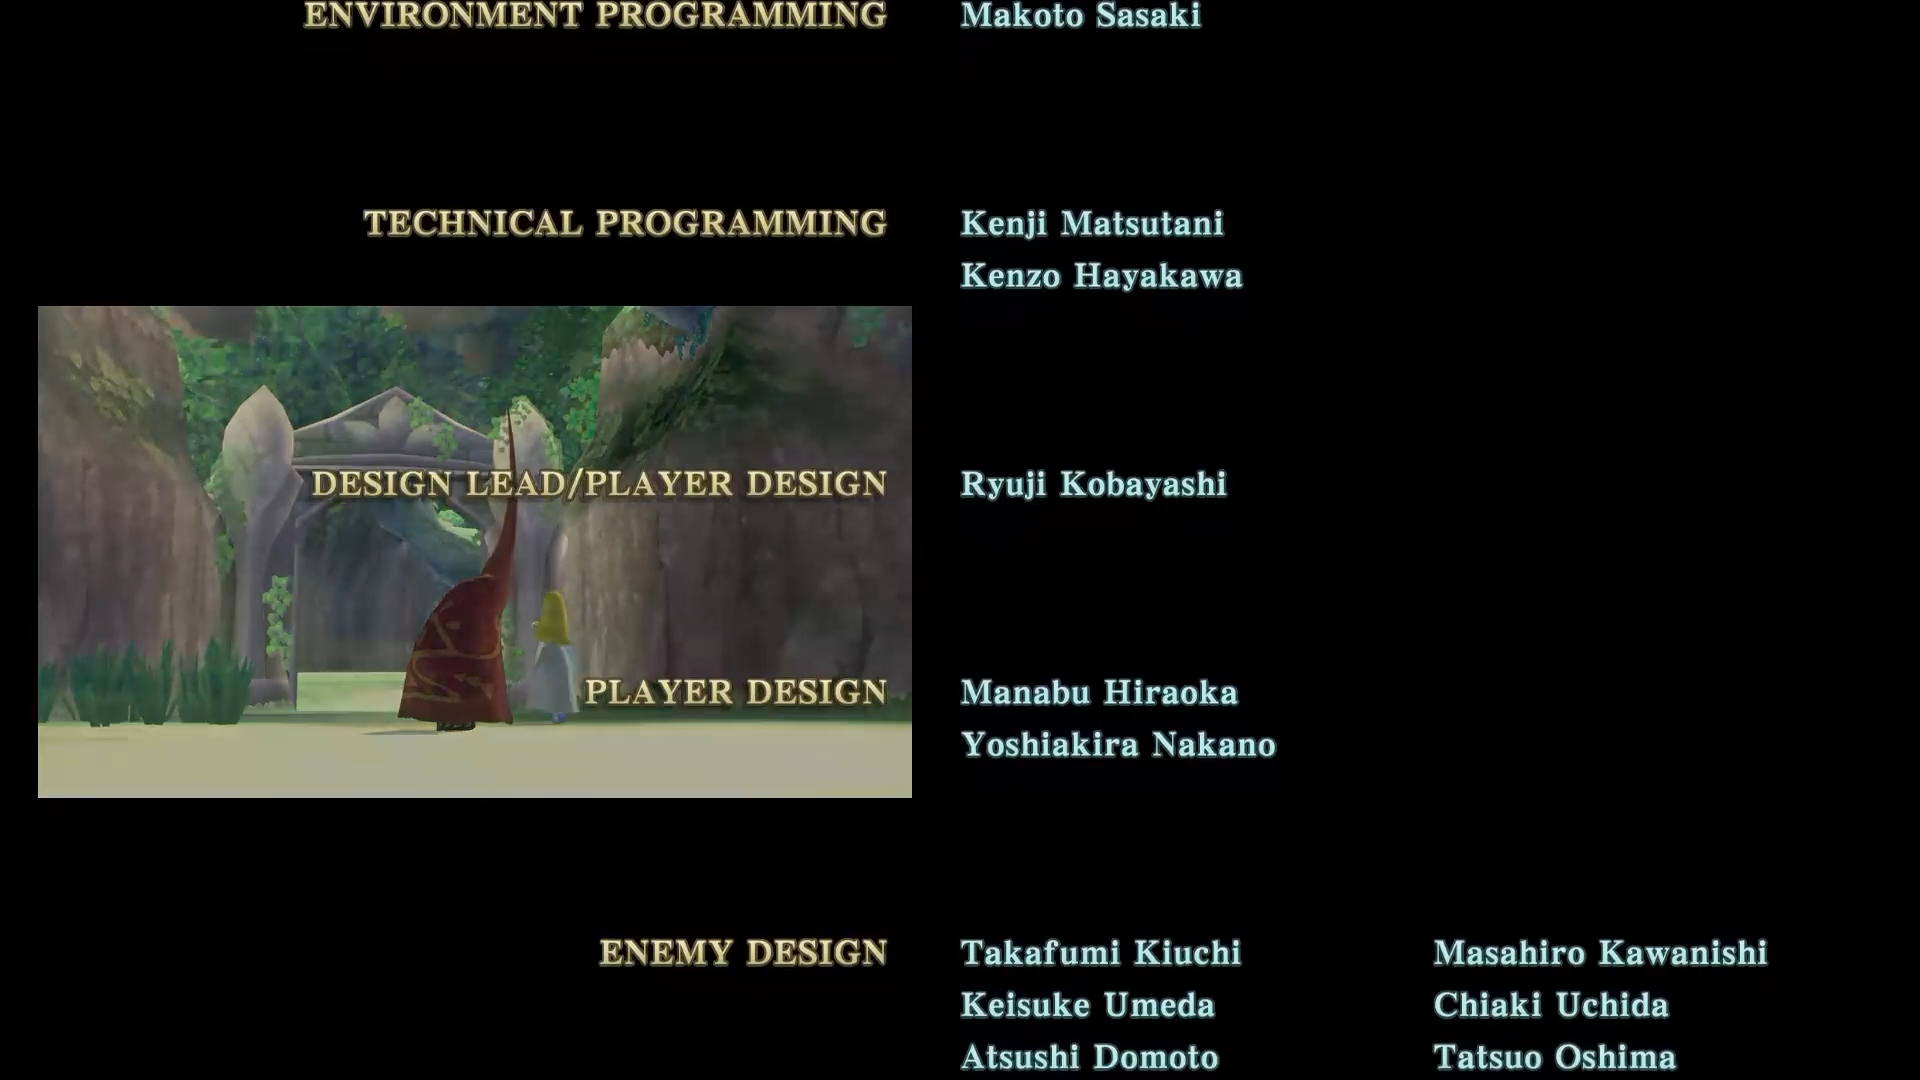 ENVIRONMENT PROGRAMMING Makoto Sasaki
TECHNICAL PROGRAMMING Kenji Matsutani
Kenzo Hayakawa
DESIGN LEAD/PLAYER DESIGN Ryuji Kobayashi
PLAYER DESIGN Manabu Hiraoka
Yoshiakira Nakano
ENEMY DESIGN Takafumi Kiuchi Masahiro Kawanishi
Keisuke Umeda Chiaki Uchida
Atsushi Domoto Tatsuo Oshima